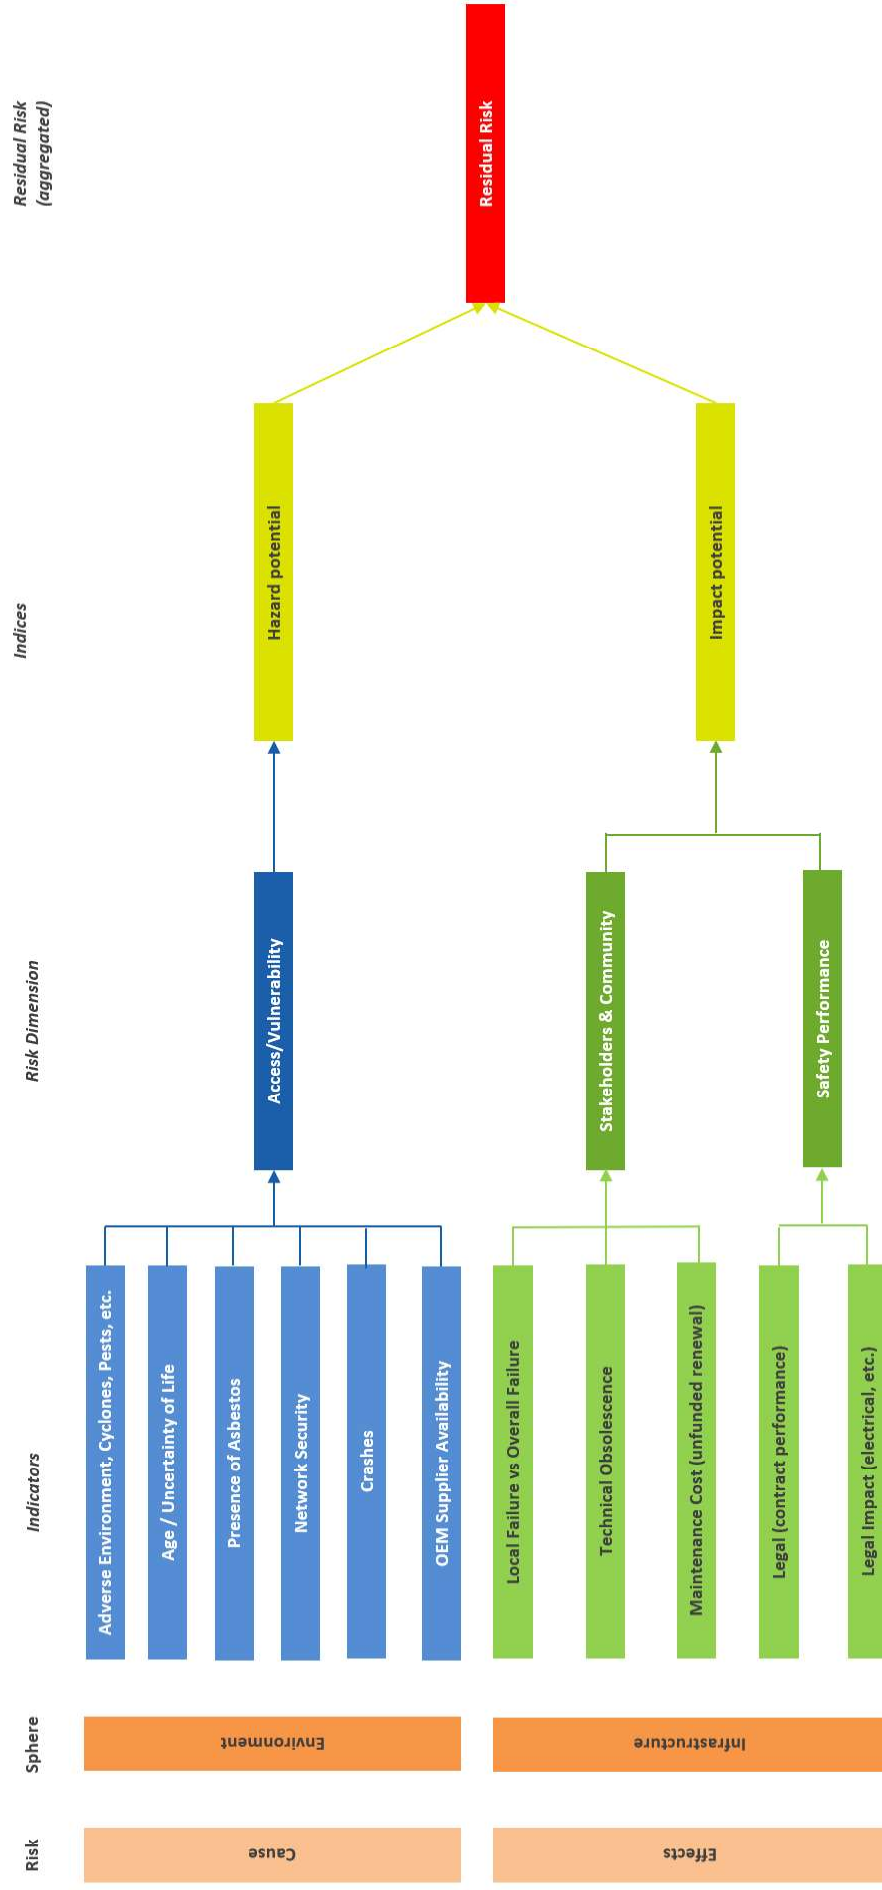 Risk
Sphere
Indicators
Risk Dimension
Indices
Residual Risk
(aggregated)
Cause
Environment
Adverse Environment, Cyclones, Pests, etc.
Age / Uncertainty of Life
Presence of Asbestos
Network Security
Crashes
OEM Supplier Availability
Access/Vulnerability
Hazard potential
Residual Risk
Effects
Infrastructure
Local Failure vs Overall Failure
Technical Obsolescence
Maintenance Cost (unfunded renewal)
Legal (contract performance)
Legal Impact (electrical, etc.)
Stakeholders & Community
Safety Performance
Impact potential